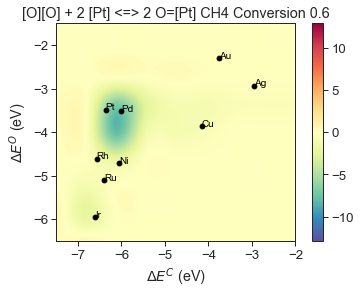 [O][O] + 2 [Pt] <=> 2 O=[Pt] CH4 Conversion 0.6
−2
−3
−4
−5
−6
ΔE^O (eV)
Au
Ag
Pt
Pd
Cu
Rh
Ni
Ru
Ir
−7
−6
−5
−4
−3
−2
ΔE^C (eV)
10
5
0
−5
−10